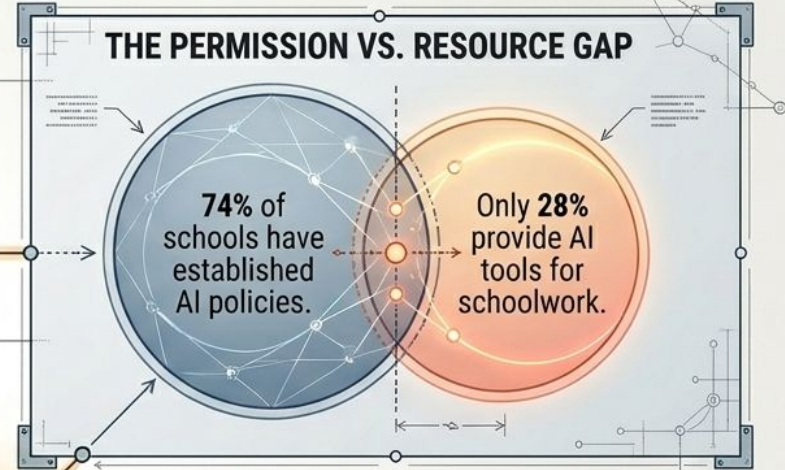 THE PERMISSION VS. RESOURCE GAP
74% of
schools have
established
AI policies.
Only 28%
provide AI
tools for
schoolwork.